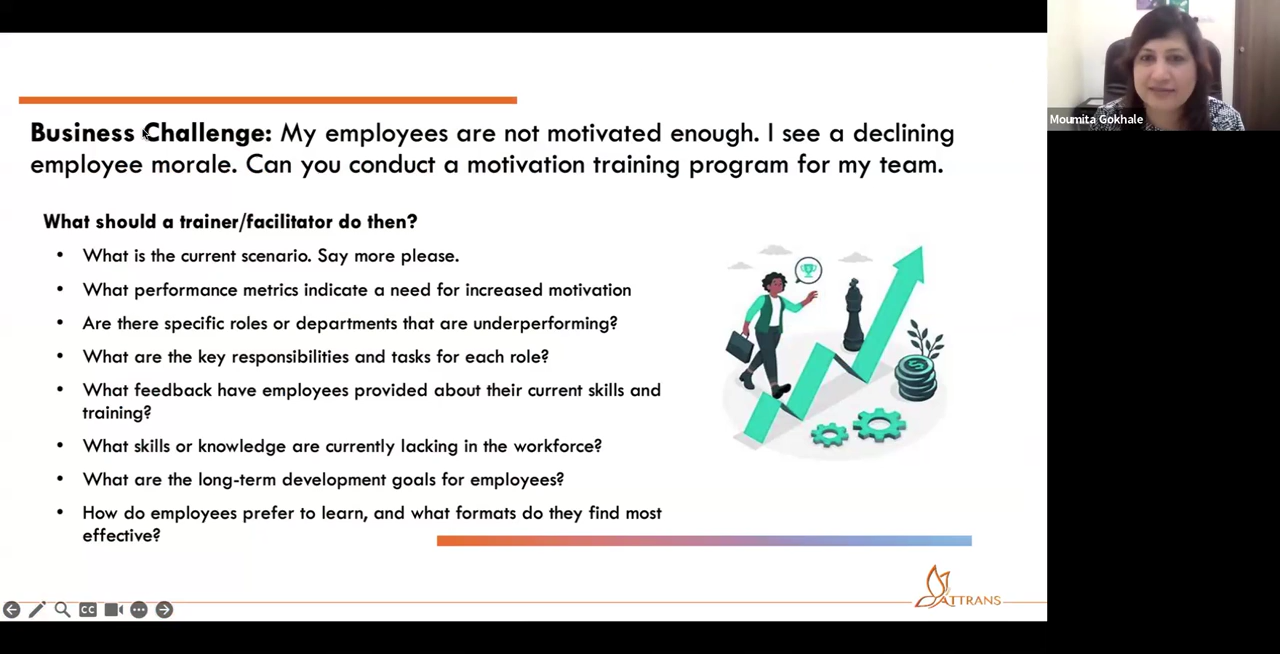 Moumita Gokhale
Business Challenge: My employees are not motivated enough. I see a declining
employee morale. Can you conduct a motivation training program for my team.
What should a trainer/facilitator do then?
• What is the current scenario. Say more please.
• What performance metrics indicate a need for increased motivation
• Are there specific roles or departments that are underperforming?
• What are the key responsibilities and tasks for each role?
• What feedback have employees provided about their current skills and
training?
• What skills or knowledge are currently lacking in the workforce?
• What are the long-term development goals for employees?
• How do employees prefer to learn, and what formats do they find most
effective?
ATTRANS
CC